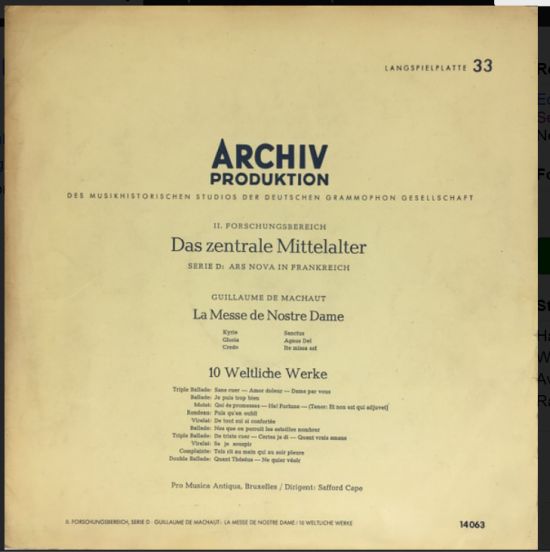 LANGSPIELPLATTE 33
ARCHIV
PRODUKTION
DES MUSIKHISTORISCHEN STUDIOS DER DEUTSCHEN GRAMMOPHON GESELLSCHAFT
II. FORSCHUNGSBEREICH
Das zentrale Mittelalter
SERIE D: ARS NOVA IN FRANKREICH
GUILLAUME DE MACHAUT
La Messe de Nostre Dame
Kyrie Sanctus
Gloria Agnus Dei
Credo Ite missa est
10 Weltliche Werke
Triple Ballade: Sans cuer — Amor doleur — Dame par vous
Ballade: Je puis trop bien
Motet: Qui es promesses — Ha! Fortune — (Tenor: Et non est qui adjuvet)
Rondeau: Puis qu'en oubli
Virelai: De tout sui si confortée
Ballade: Nes que on porroit les estoilles nombrer
Triple Ballade: De triste cuer — Certes je di — Quant vrais amans
Virelai: Se je souspir
Complainte: Tels rit au main qui au soir pleure
Double Ballade: Quant Théséus — Ne quier véoir
Pro Musica Antiqua, Bruxelles / Dirigent: Safford Cape
II. FORSCHUNGSBEREICH, SERIE D · GUILLAUME DE MACHAUT: LA MESSE DE NOSTRE DAME / 10 WELTLICHE WERKE 14063